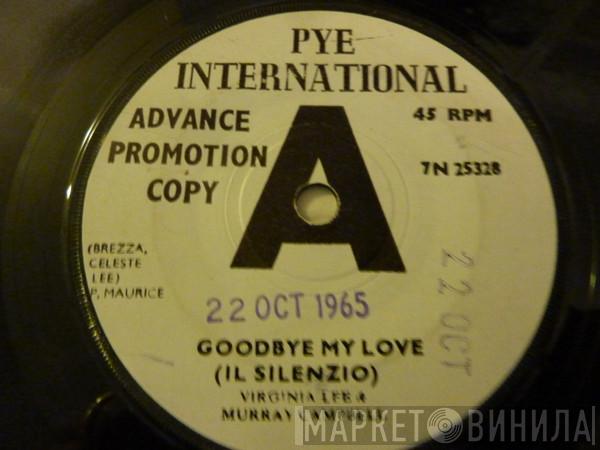 PYE
INTERNATIONAL
ADVANCE
PROMOTION
COPY
A
45 RPM
7N 25328
(BREZZA,
CELESTE
LEE)
P, MAURICE
22 OCT 1965
22 OCT
GOODBYE MY LOVE
(IL SILENZIO)
VIRGINIA LEE &
MURRAY CAMPBELL
МАРКЕТ ВИНИЛА